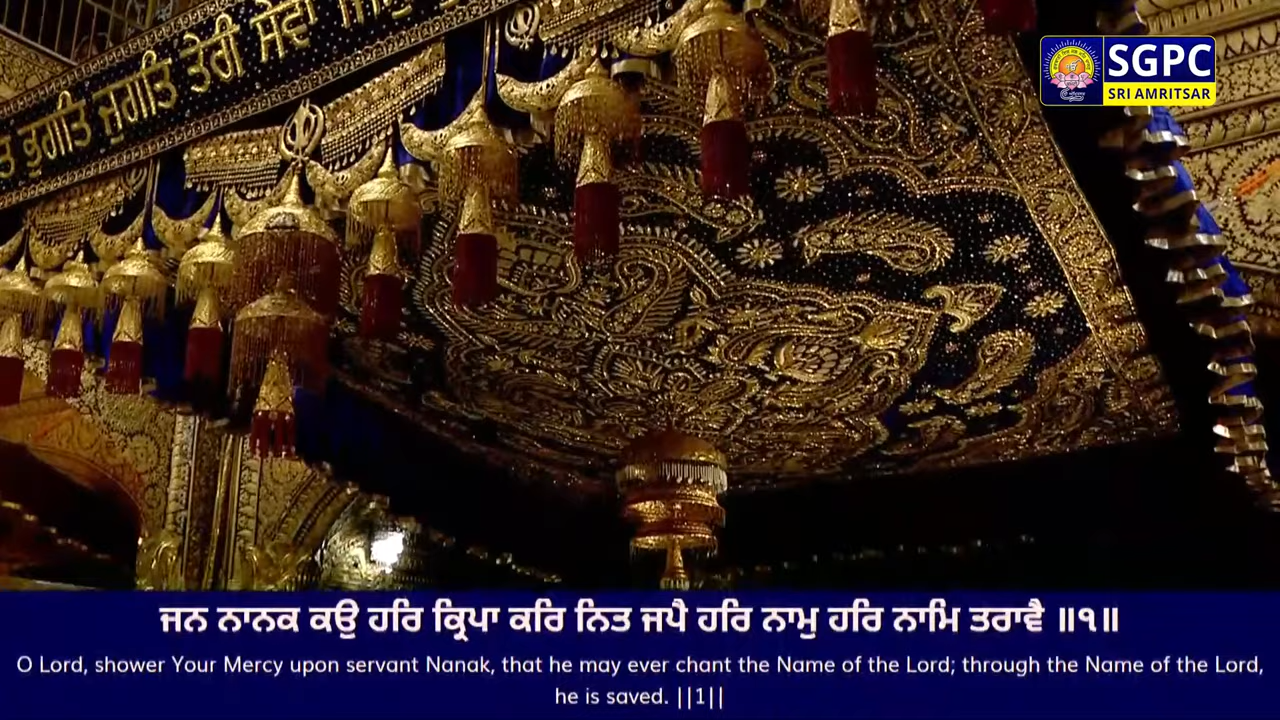 ਭੁਗਤਿ ਜੁਗਤਿ ਤੇਰੀ ਸੇਵਾ
SGPC
SRI AMRITSAR
ਜਨ ਨਾਨਕ ਕਉ ਹਰਿ ਕ੍ਰਿਪਾ ਕਰਿ ਨਿਤ ਜਪੈ ਹਰਿ ਨਾਮੁ ਹਰਿ ਨਾਮਿ ਤਰਾਵੈ ॥੧॥
O Lord, shower Your Mercy upon servant Nanak, that he may ever chant the Name of the Lord; through the Name of the Lord,
he is saved. ||1||